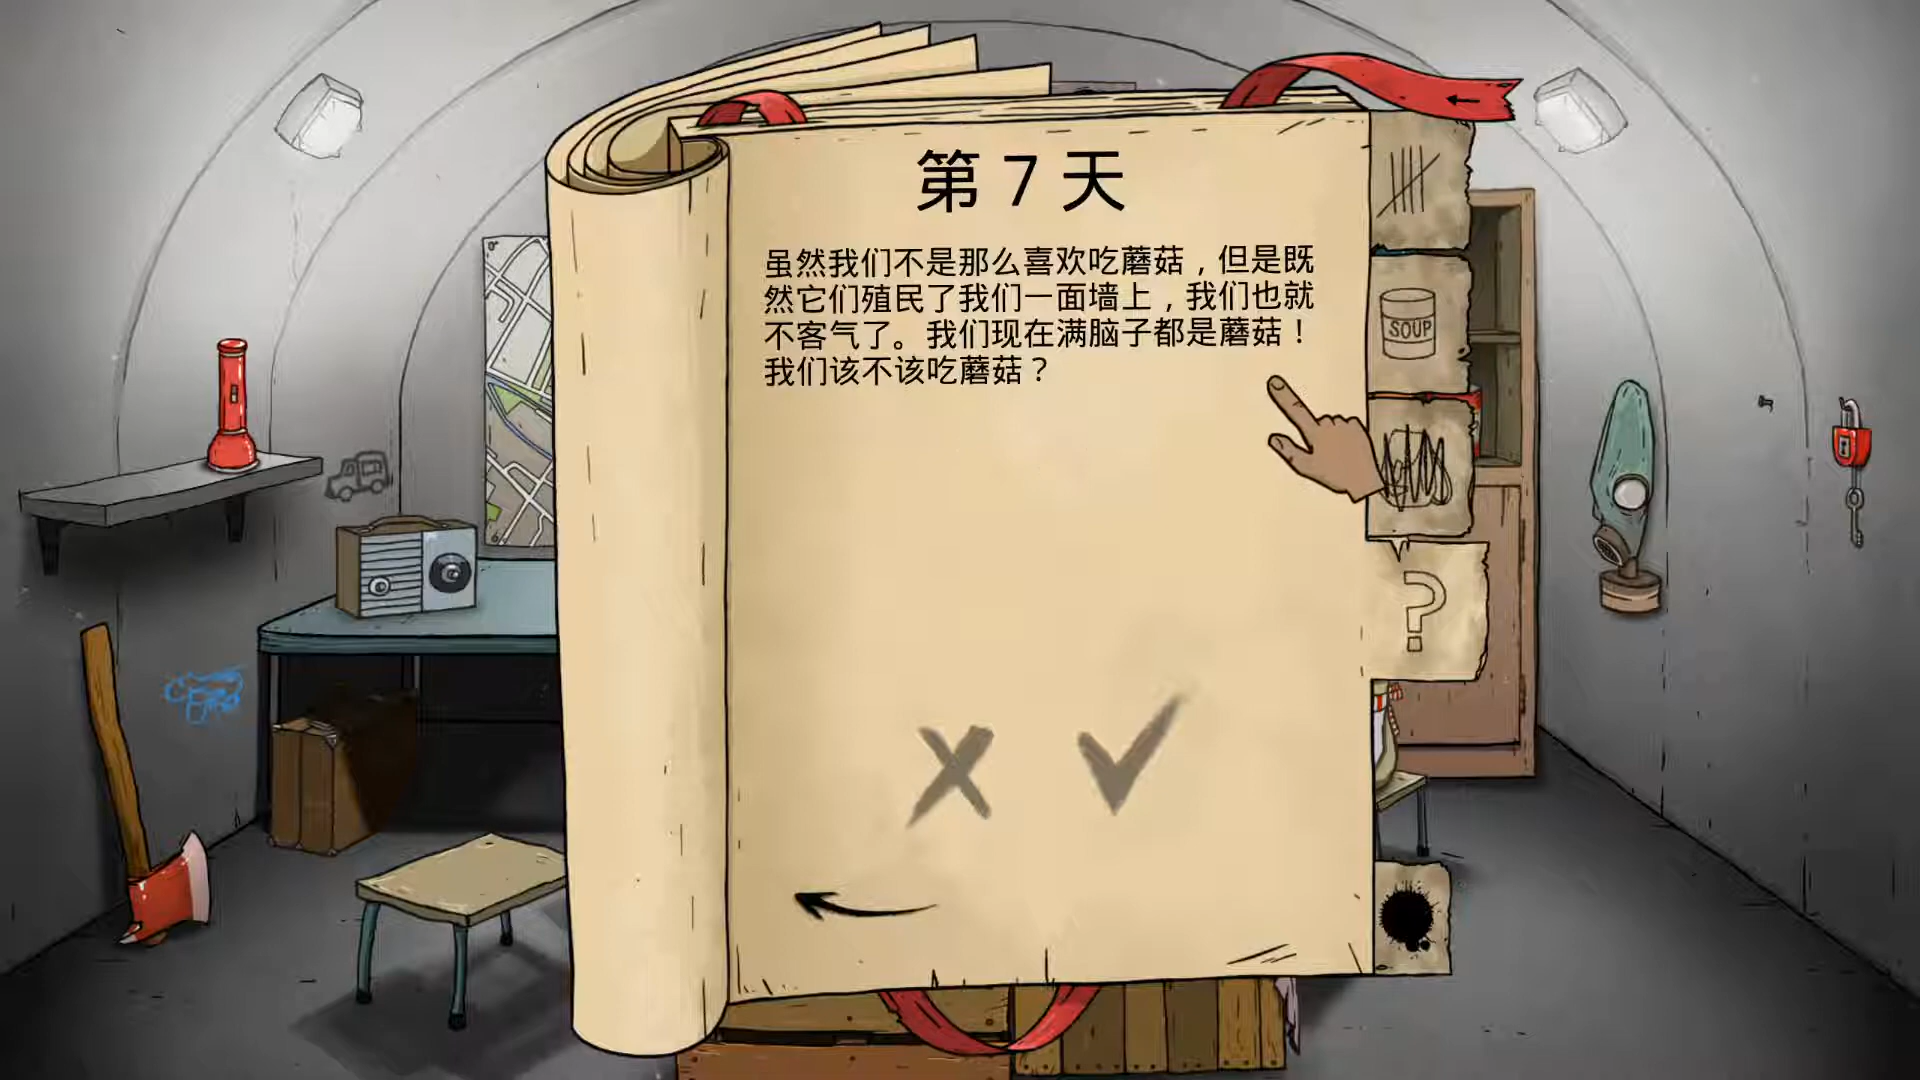 第 7 天
虽然我们不是那么喜欢吃蘑菇，但是既
然它们殖民了我们一面墙上，我们也就
不客气了。我们现在满脑子都是蘑菇！
我们该不该吃蘑菇？
SOUP
?